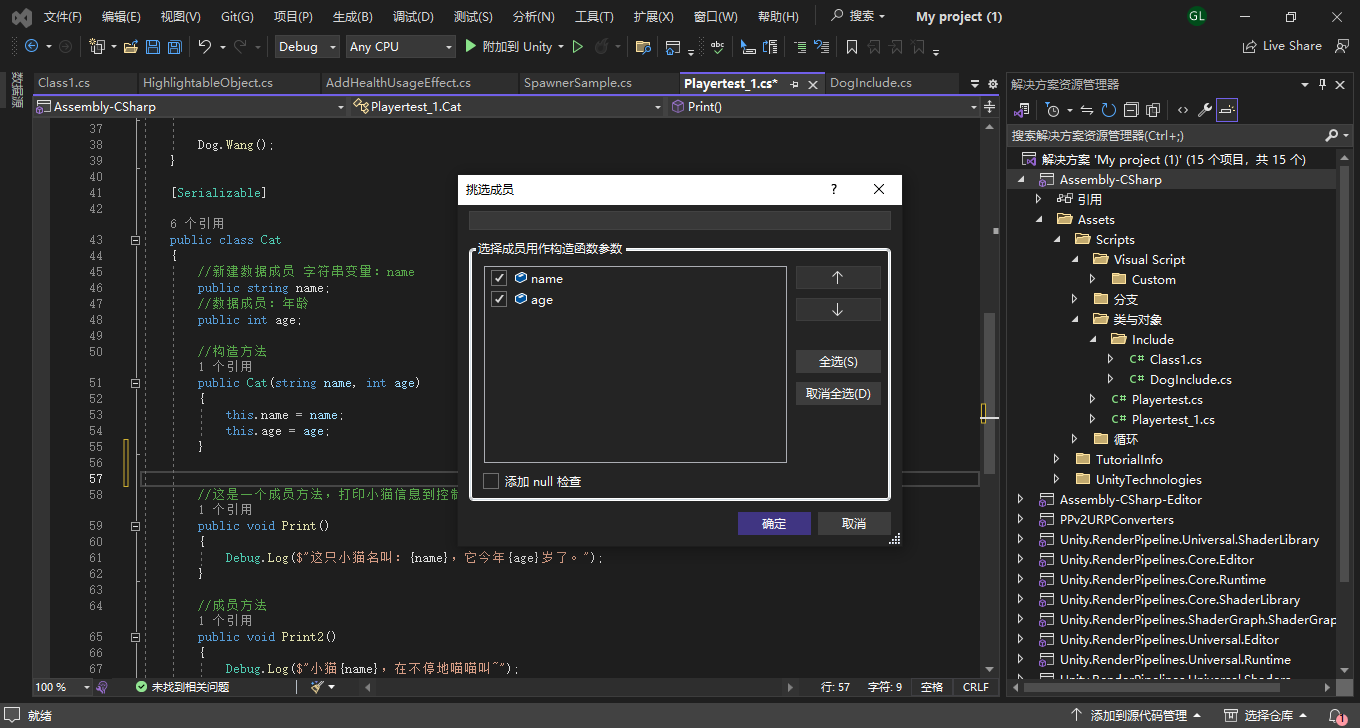 文件(F) 编辑(E) 视图(V) Git(G) 项目(P) 生成(B) 调试(D) 测试(S) 分析(N) 工具(T) 扩展(X) 窗口(W) 帮助(H) 搜索 My project (1) GL
Debug Any CPU 附加到 Unity abc Live Share
数据源
Class1.cs HighlightableObject.cs AddHealthUsageEffect.cs SpawnerSample.cs Playertest_1.cs* DogInclude.cs
Assembly-CSharp Playertest_1.Cat Print()
37
38 Dog.Wang();
39 }
40
41 [Serializable]
42
6 个引用
43 public class Cat
44 {
45 //新建数据成员 字符串变量：name
46 public string name;
47 //数据成员：年龄
48 public int age;
49
50 //构造方法
1 个引用
51 public Cat(string name, int age)
52 {
53 this.name = name;
54 this.age = age;
55 }
56
57
58 //这是一个成员方法，打印小猫信息到控制
1 个引用
59 public void Print()
60 {
61 Debug.Log($"这只小猫名叫：{name}，它今年{age}岁了。");
62 }
63
64 //成员方法
1 个引用
65 public void Print2()
66 {
67 Debug.Log($"小猫{name}，在不停地喵喵叫~");
100 % 未找到相关问题 行: 57 字符: 9 空格 CRLF
挑选成员 ?
选择成员用作构造函数参数
name
age
全选(S)
取消全选(D)
添加 null 检查
确定 取消
解决方案资源管理器
搜索解决方案资源管理器(Ctrl+;)
解决方案 'My project (1)' (15 个项目，共 15 个)
Assembly-CSharp
引用
Assets
Scripts
Visual Script
Custom
分支
类与对象
Include
C# Class1.cs
C# DogInclude.cs
C# Playertest.cs
C# Playertest_1.cs
循环
TutorialInfo
UnityTechnologies
Assembly-CSharp-Editor
PPv2URPConverters
Unity.RenderPipeline.Universal.ShaderLibrary
Unity.RenderPipelines.Core.Editor
Unity.RenderPipelines.Core.Runtime
Unity.RenderPipelines.Core.ShaderLibrary
Unity.RenderPipelines.ShaderGraph.ShaderGrap
Unity.RenderPipelines.Universal.Editor
Unity.RenderPipelines.Universal.Runtime
Unity.RenderPipelines.Universal.Shaders
就绪 添加到源代码管理 选择仓库 1